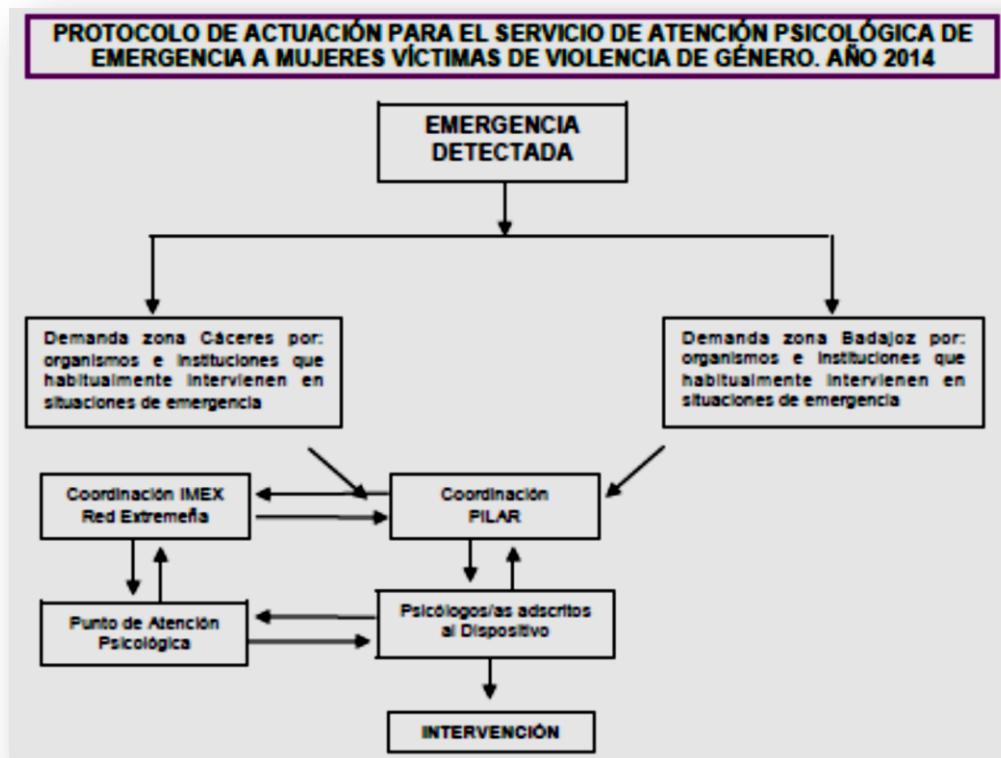 PROTOCOLO DE ACTUACIÓN PARA EL SERVICIO DE ATENCIÓN PSICOLÓGICA DE
EMERGENCIA A MUJERES VÍCTIMAS DE VIOLENCIA DE GÉNERO. AÑO 2014
EMERGENCIA
DETECTADA
Demanda zona Cáceres por:
organismos e instituciones que
habitualmente intervienen en
situaciones de emergencia
Demanda zona Badajoz por:
organismos e instituciones que
habitualmente intervienen en
situaciones de emergencia
Coordinación IMEX
Red Extremeña
Coordinación
PILAR
Punto de Atención
Psicológica
Psicólogos/as adscritos
al Dispositivo
INTERVENCIÓN